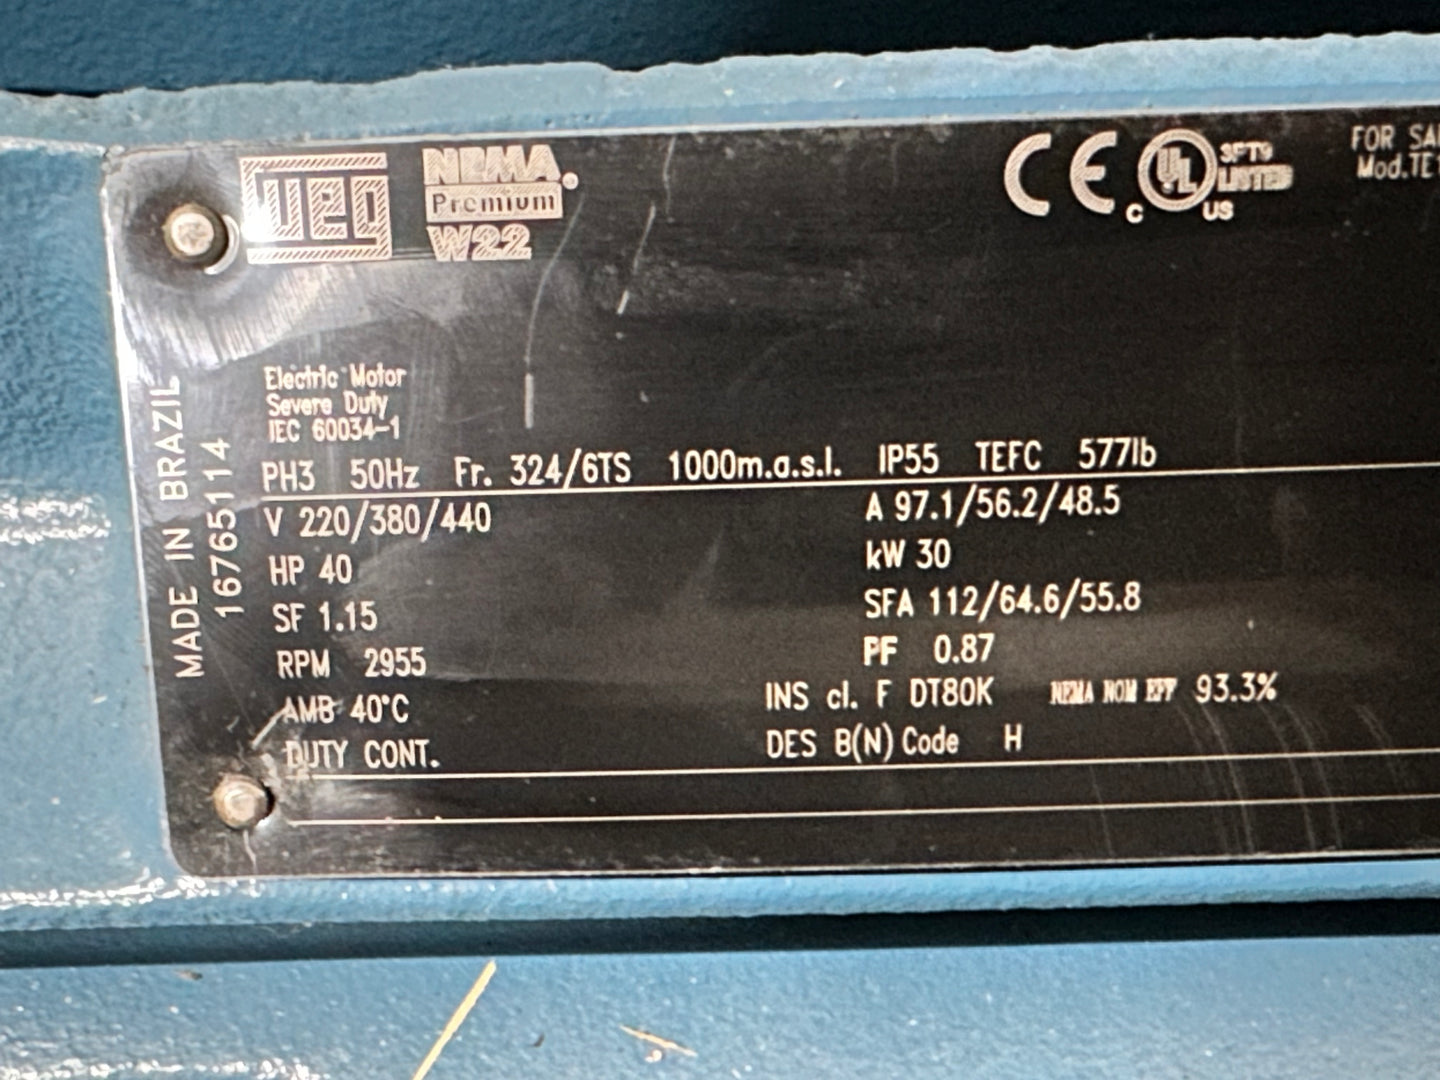 weg
NEMA
Premium
W22
®
CE
C UL US
LISTED
FOR SA
Mod.TE1
MADE IN BRAZIL
16765114
Electric Motor
Severe Duty
IEC 60034-1
PH3 50Hz Fr. 324/6TS 1000m.a.s.l. IP55 TEFC 577lb
V 220/380/440 A 97.1/56.2/48.5
HP 40 kW 30
SF 1.15 SFA 112/64.6/55.8
RPM 2955 PF 0.87
AMB 40°C INS cl. F DT80K NEMA NOM EFF 93.3%
DUTY CONT. DES B(N) Code H